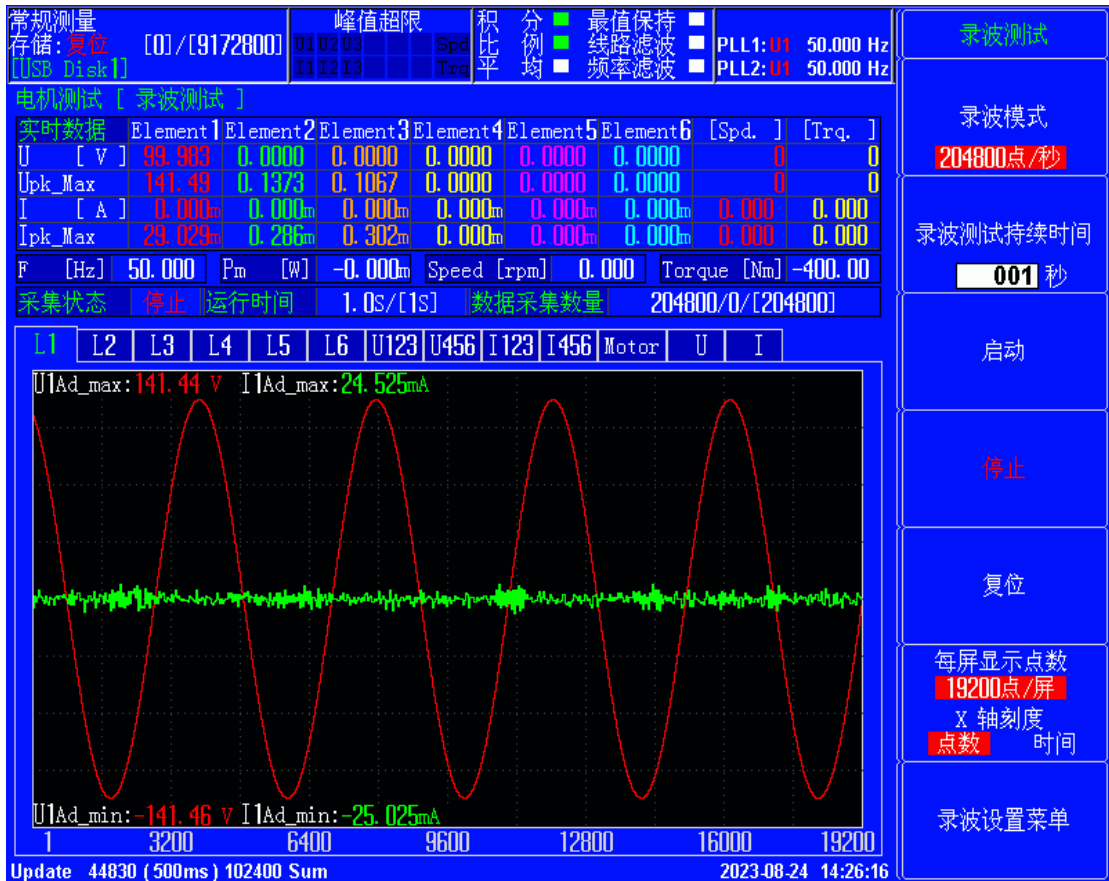 常规测量
存储:复位 [0]/[9172800]
[USB Disk1]
峰值超限
U1 U2 U3 Spd
I1 I2 I3 Trq
积 分 最值保持
比 例 线路滤波
平 均 频率滤波
PLL1:U1 50.000 Hz
PLL2:U1 50.000 Hz
电机测试 [ 录波测试 ]
实时数据 Element1 Element2 Element3 Element4 Element5 Element6 [Spd. ] [Trq. ]
U [ V ] 99.983 0.0000 0.0000 0.0000 0.0000 0.0000 0 0
Upk_Max 141.49 0.1373 0.1067 0.0000 0.0000 0.0000 0 0
I [ A ] 0.000m 0.000m 0.000m 0.000m 0.000m 0.000m 0.000 0.000
Ipk_Max 29.029m 0.286m 0.302m 0.000m 0.000m 0.000m 0.000 0.000
F [Hz] 50.000 Pm [W] -0.000m Speed [rpm] 0.000 Torque [Nm] -400.00
采集状态 停止 运行时间 1.0S/[1S] 数据采集数量 204800/0/[204800]
L1 L2 L3 L4 L5 L6 U123 U456 I123 I456 Motor U I
U1Ad_max:141.44 V I1Ad_max:24.525mA
U1Ad_min:-141.46 V I1Ad_min:-25.025mA
1 3200 6400 9600 12800 16000 19200
Update 44830 ( 500ms ) 102400 Sum 2023-08-24 14:26:16
录波测试
录波模式
204800点/秒
录波测试持续时间
001 秒
启动
停止
复位
每屏显示点数
19200点/屏
X 轴刻度
点数 时间
录波设置菜单